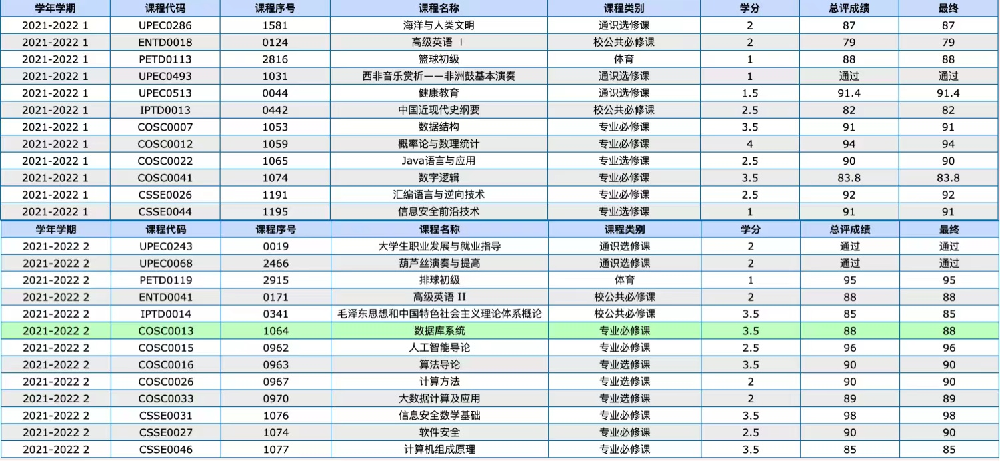 学年学期 课程代码 课程序号 课程名称 课程类别 学分 总评成绩 最终
2021-2022 1 UPEC0286 1581 海洋与人类文明 通识选修课 2 87 87
2021-2022 1 ENTD0018 0124 高级英语 Ⅰ 校公共必修课 2 79 79
2021-2022 1 PETD0113 2816 篮球初级 体育 1 88 88
2021-2022 1 UPEC0493 1031 西非音乐赏析——非洲鼓基本演奏 通识选修课 1 通过 通过
2021-2022 1 UPEC0513 0044 健康教育 通识选修课 1.5 91.4 91.4
2021-2022 1 IPTD0013 0442 中国近现代史纲要 校公共必修课 2.5 82 82
2021-2022 1 COSC0007 1053 数据结构 专业必修课 3.5 91 91
2021-2022 1 COSC0012 1059 概率论与数理统计 专业必修课 4 94 94
2021-2022 1 COSC0022 1065 Java语言与应用 专业选修课 2.5 90 90
2021-2022 1 COSC0041 1074 数字逻辑 专业必修课 3.5 83.8 83.8
2021-2022 1 CSSE0026 1191 汇编语言与逆向技术 专业必修课 2.5 92 92
2021-2022 1 CSSE0044 1195 信息安全前沿技术 专业选修课 1 91 91
学年学期 课程代码 课程序号 课程名称 课程类别 学分 总评成绩 最终
2021-2022 2 UPEC0243 0019 大学生职业发展与就业指导 通识选修课 2 通过 通过
2021-2022 2 UPEC0068 2466 葫芦丝演奏与提高 通识选修课 2 通过 通过
2021-2022 2 PETD0119 2915 排球初级 体育 1 95 95
2021-2022 2 ENTD0041 0171 高级英语 II 校公共必修课 2 88 88
2021-2022 2 IPTD0014 0341 毛泽东思想和中国特色社会主义理论体系概论 校公共必修课 3.5 85 85
2021-2022 2 COSC0013 1064 数据库系统 专业必修课 3.5 88 88
2021-2022 2 COSC0015 0962 人工智能导论 专业必修课 2.5 96 96
2021-2022 2 COSC0016 0963 算法导论 专业选修课 3.5 90 90
2021-2022 2 COSC0026 0967 计算方法 专业选修课 2 90 90
2021-2022 2 COSC0033 0970 大数据计算及应用 专业选修课 2 89 89
2021-2022 2 CSSE0031 1076 信息安全数学基础 专业必修课 3.5 98 98
2021-2022 2 CSSE0027 1074 软件安全 专业必修课 2.5 90 90
2021-2022 2 CSSE0046 1077 计算机组成原理 专业必修课 3.5 85 85